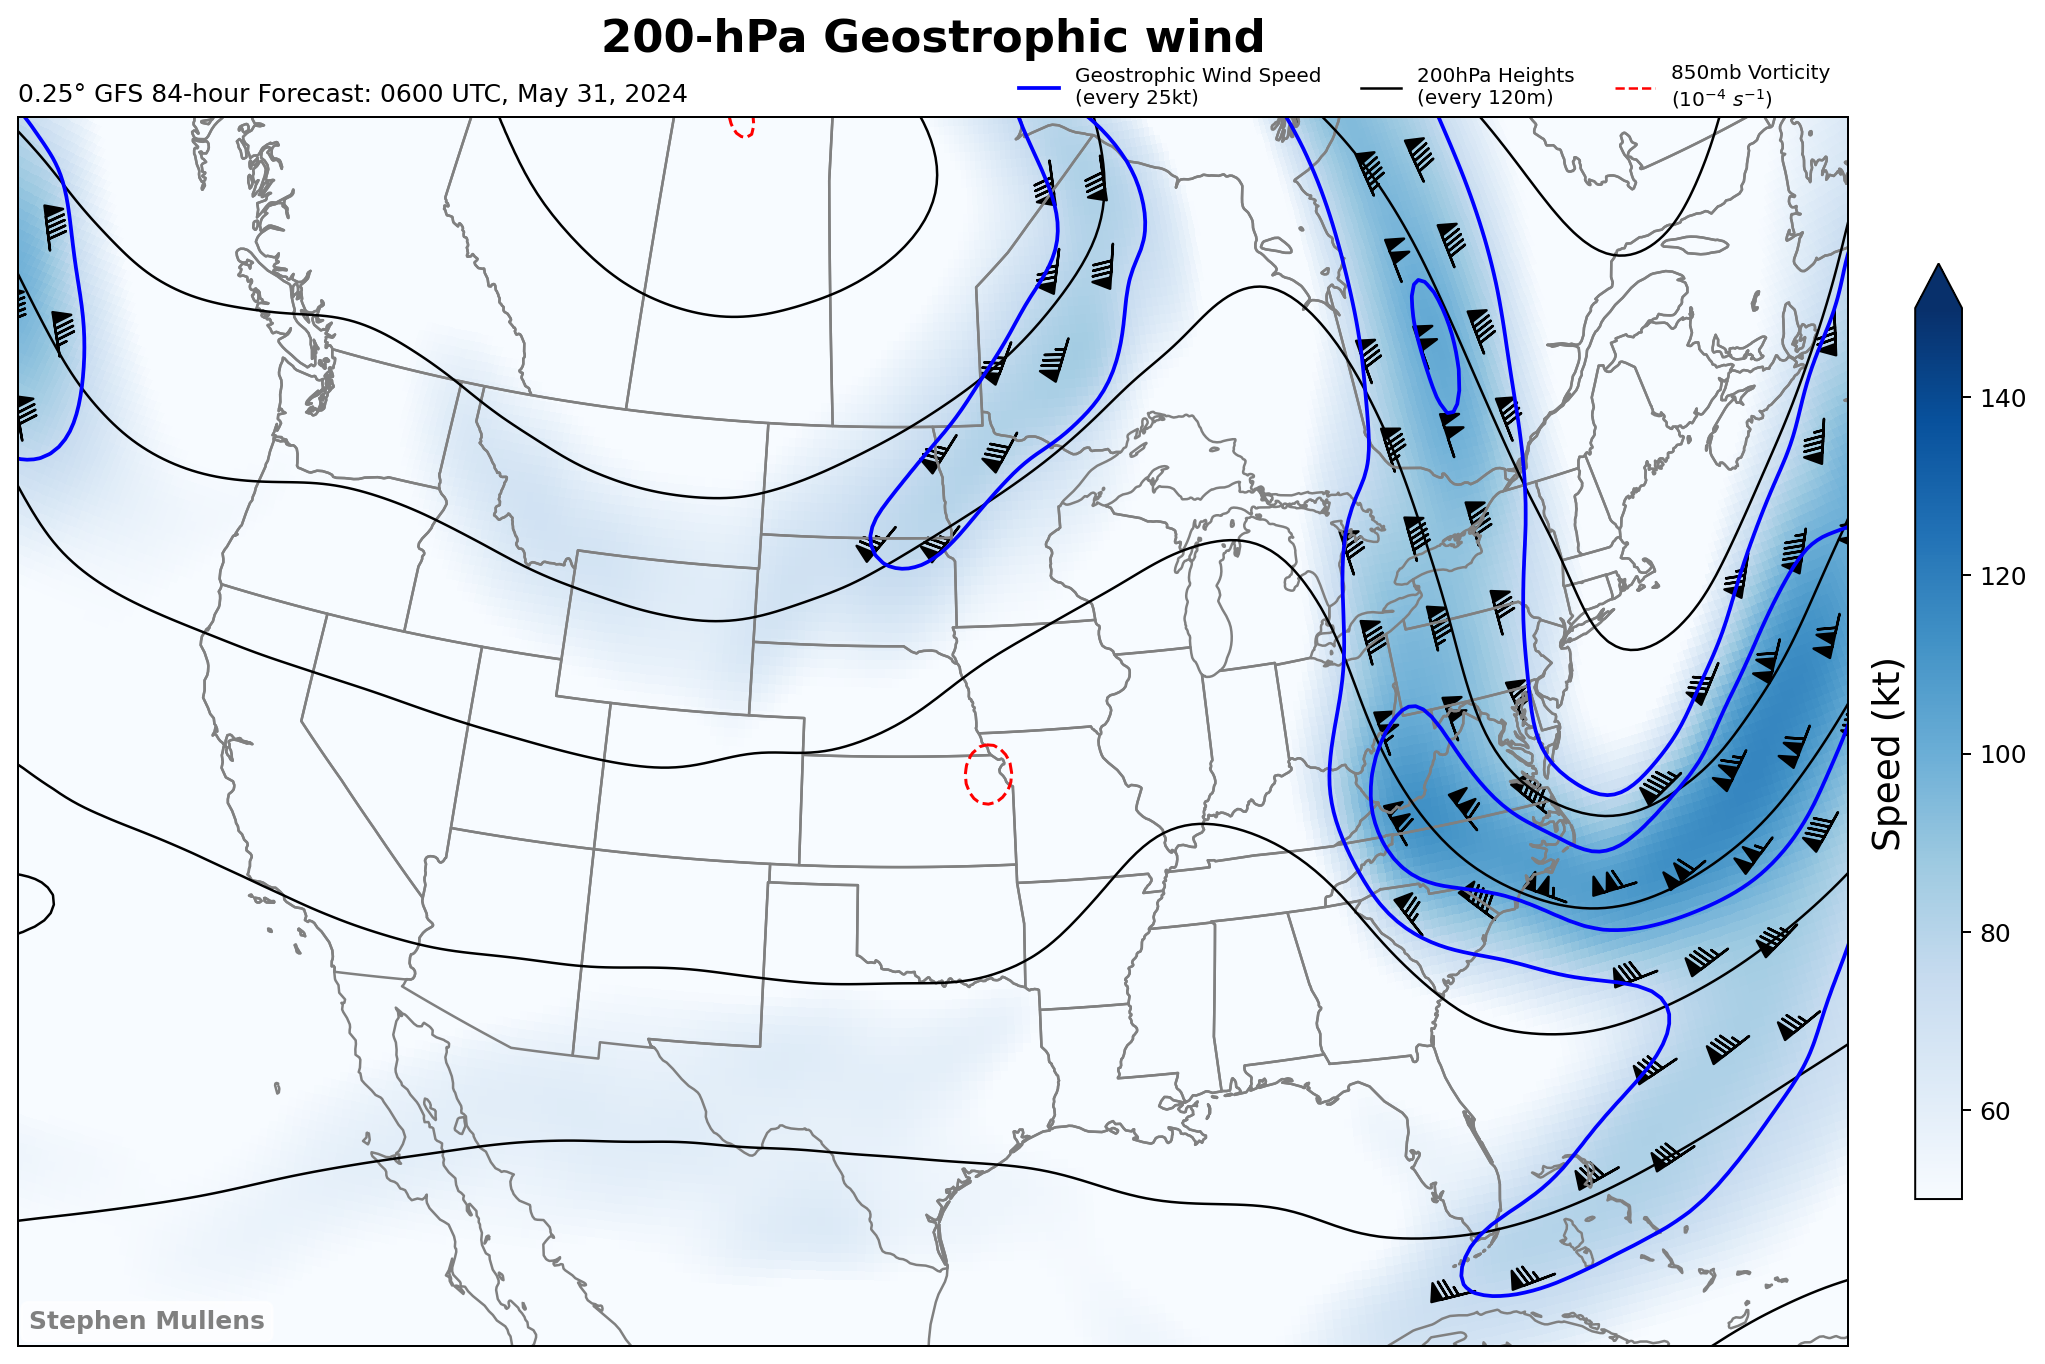 200-hPa Geostrophic wind
0.25° GFS 84-hour Forecast: 0600 UTC, May 31, 2024
Geostrophic Wind Speed
(every 25kt)
200hPa Heights
(every 120m)
850mb Vorticity
(10⁻⁴ s⁻¹)
140
120
100
80
60
Speed (kt)
Stephen Mullens